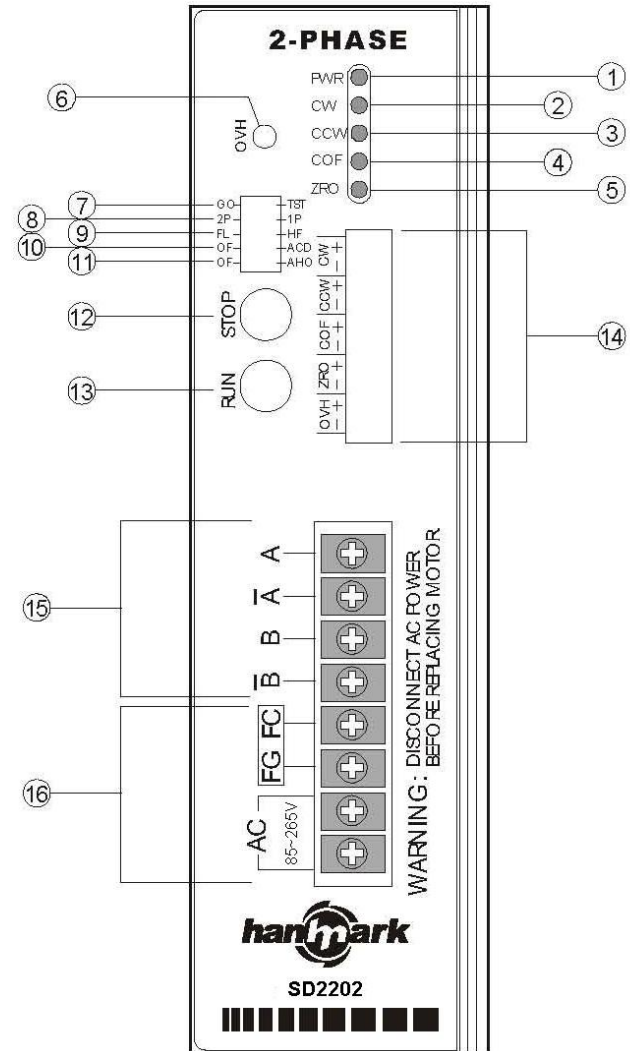 2-PHASE
PWR
CW
CCW
COF
ZRO
1
2
3
4
5
6
OVH
7
8
9
10
11
GO
2P
FL
OF
OF
TST
1P
HF
ACD
AHO
12
STOP
13
RUN
CW + -
CCW + -
COF + -
ZRO + -
OVH + -
14
15
A
A̅
B
B̅
16
FC
FG
AC
85~265V
WARNING: DISCONNECT AC POWER
BEFORE REPLACING MOTOR
hanmark
SD2202